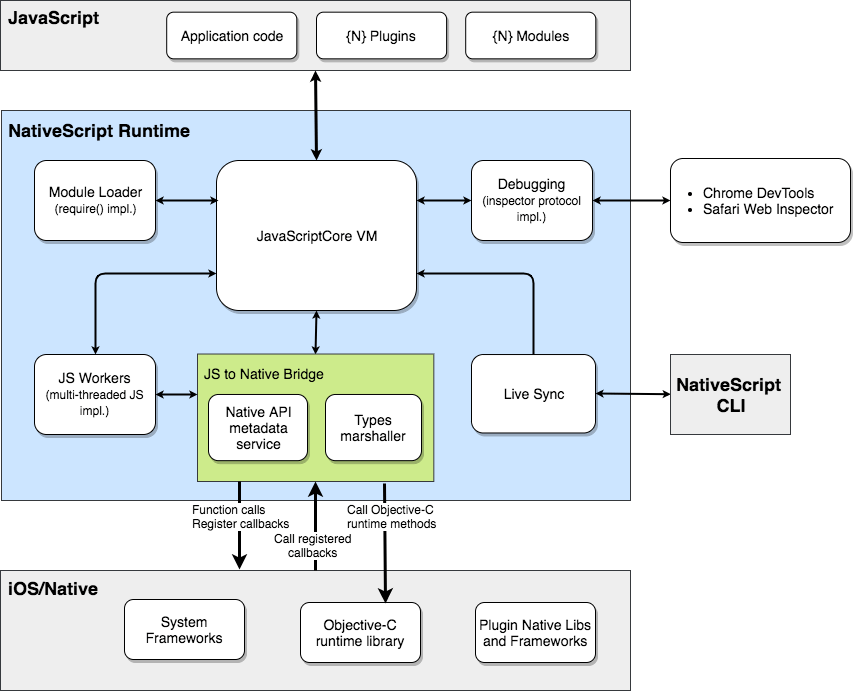 JavaScript
Application code
{N} Plugins
{N} Modules
NativeScript Runtime
Module Loader
(require() impl.)
JavaScriptCore VM
Debugging
(inspector protocol
impl.)
• Chrome DevTools
• Safari Web Inspector
JS Workers
(multi-threaded JS
impl.)
JS to Native Bridge
Native API
metadata
service
Types
marshaller
Live Sync
NativeScript
CLI
Function calls
Register callbacks
Call registered
callbacks
Call Objective-C
runtime methods
iOS/Native
System
Frameworks
Objective-C
runtime library
Plugin Native Libs
and Frameworks